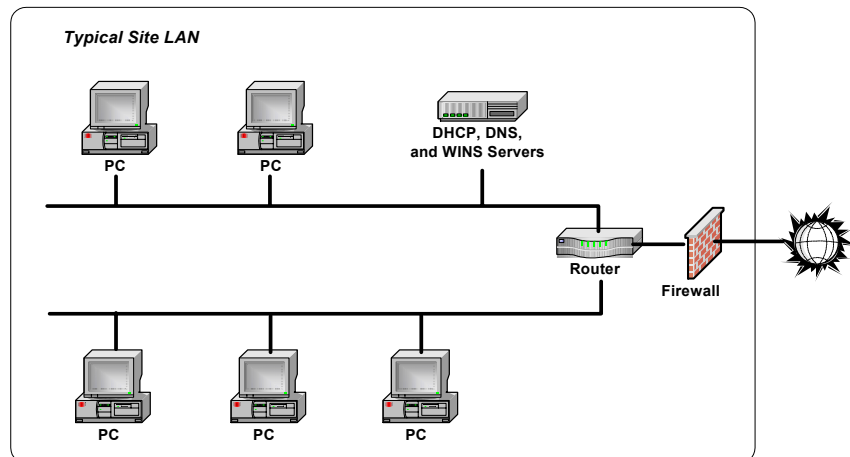 Typical Site LAN
PC
PC
DHCP, DNS,
and WINS Servers
Router
Firewall
PC
PC
PC